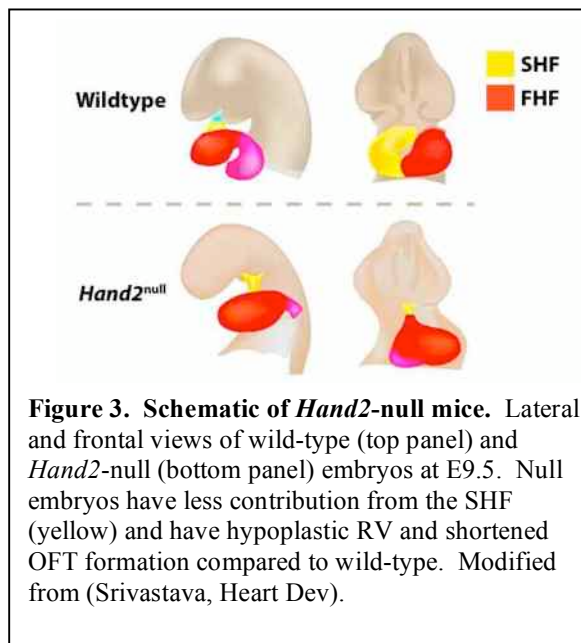 Wildtype
SHF
FHF
Hand2null
Figure 3. Schematic of Hand2-null mice. Lateral
and frontal views of wild-type (top panel) and
Hand2-null (bottom panel) embryos at E9.5. Null
embryos have less contribution from the SHF
(yellow) and have hypoplastic RV and shortened
OFT formation compared to wild-type. Modified
from (Srivastava, Heart Dev).